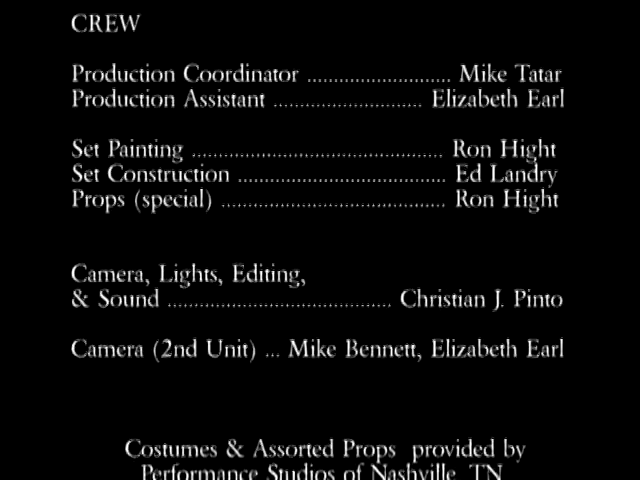 CREW
Production Coordinator ............................ Mike Tatar
Production Assistant ............................. Elizabeth Earl
Set Painting ................................................. Ron Hight
Set Construction ......................................... Ed Landry
Props (special) ............................................ Ron Hight
Camera, Lights, Editing,
& Sound ............................................ Christian J. Pinto
Camera (2nd Unit) ... Mike Bennett, Elizabeth Earl
Costumes & Assorted Props provided by
Performance Studios of Nashville, TN